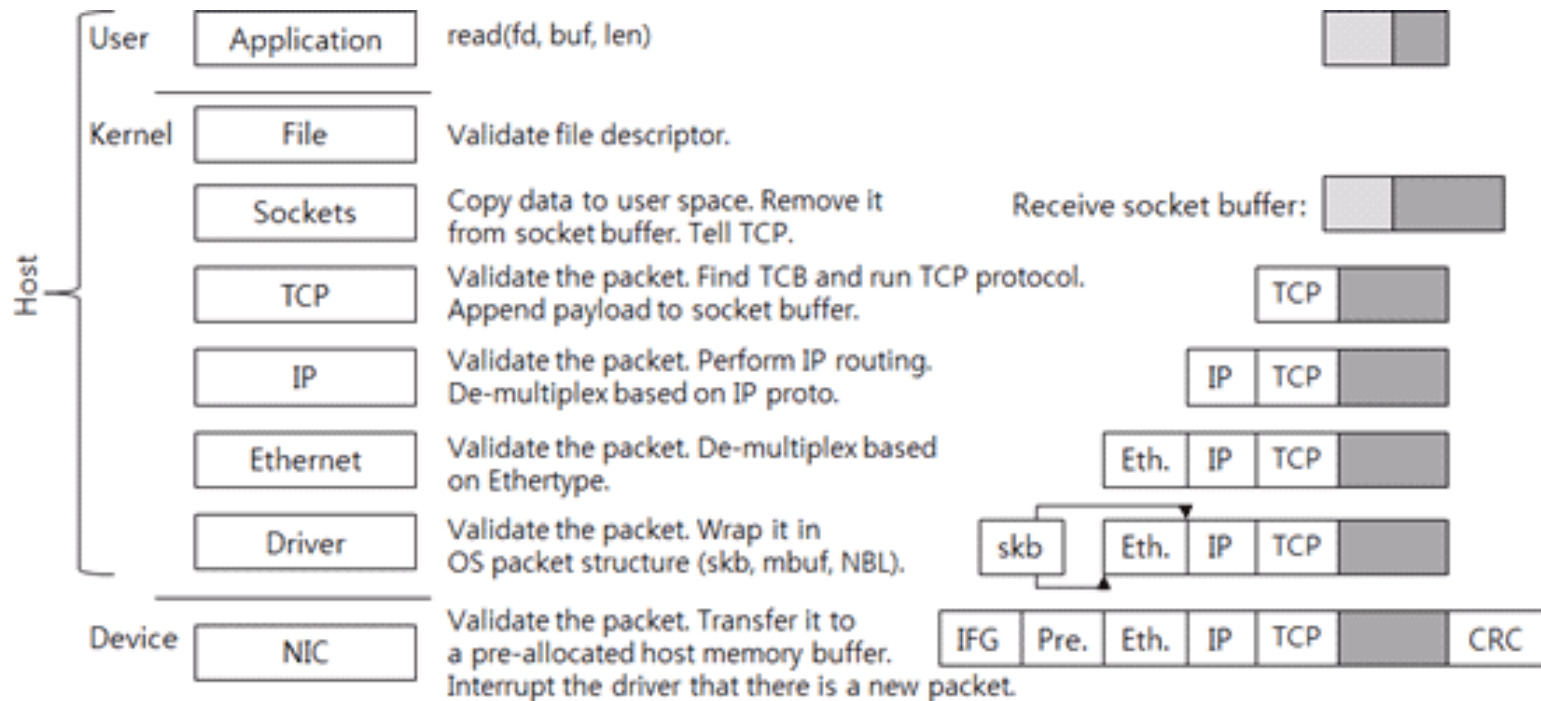 User
Application
read(fd, buf, len)
Kernel
File
Validate file descriptor.
Sockets
Copy data to user space. Remove it
from socket buffer. Tell TCP.
Receive socket buffer:
Host
TCP
Validate the packet. Find TCB and run TCP protocol.
Append payload to socket buffer.
TCP
IP
Validate the packet. Perform IP routing.
De-multiplex based on IP proto.
IP TCP
Ethernet
Validate the packet. De-multiplex based
on Ethertype.
Eth. IP TCP
Driver
Validate the packet. Wrap it in
OS packet structure (skb, mbuf, NBL).
skb Eth. IP TCP
Device
NIC
Validate the packet. Transfer it to
a pre-allocated host memory buffer.
Interrupt the driver that there is a new packet.
IFG Pre. Eth. IP TCP CRC